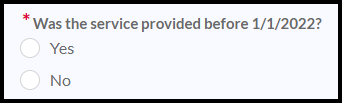 *Was the service provided before 1/1/2022?
Yes
No